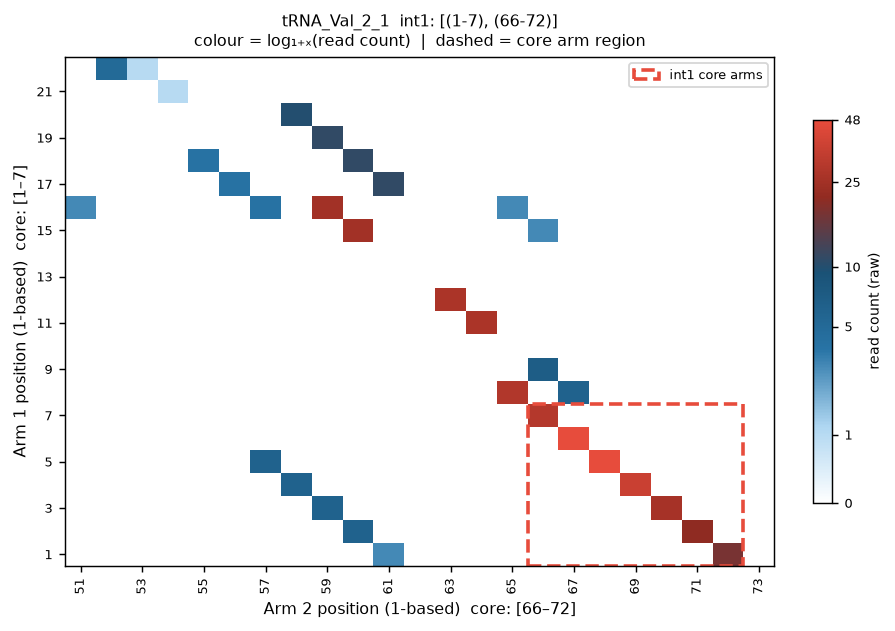 tRNA_Val_2_1  int1: [(1-7), (66-72)]
colour = log₁₊ₓ(read count)  |  dashed = core arm region
int1 core arms
Arm 1 position (1-based)  core: [1–7]
21
19
17
15
13
11
9
7
5
3
1
51 53 55 57 59 61 63 65 67 69 71 73
Arm 2 position (1-based)  core: [66–72]
48
25
10
5
1
0
read count (raw)